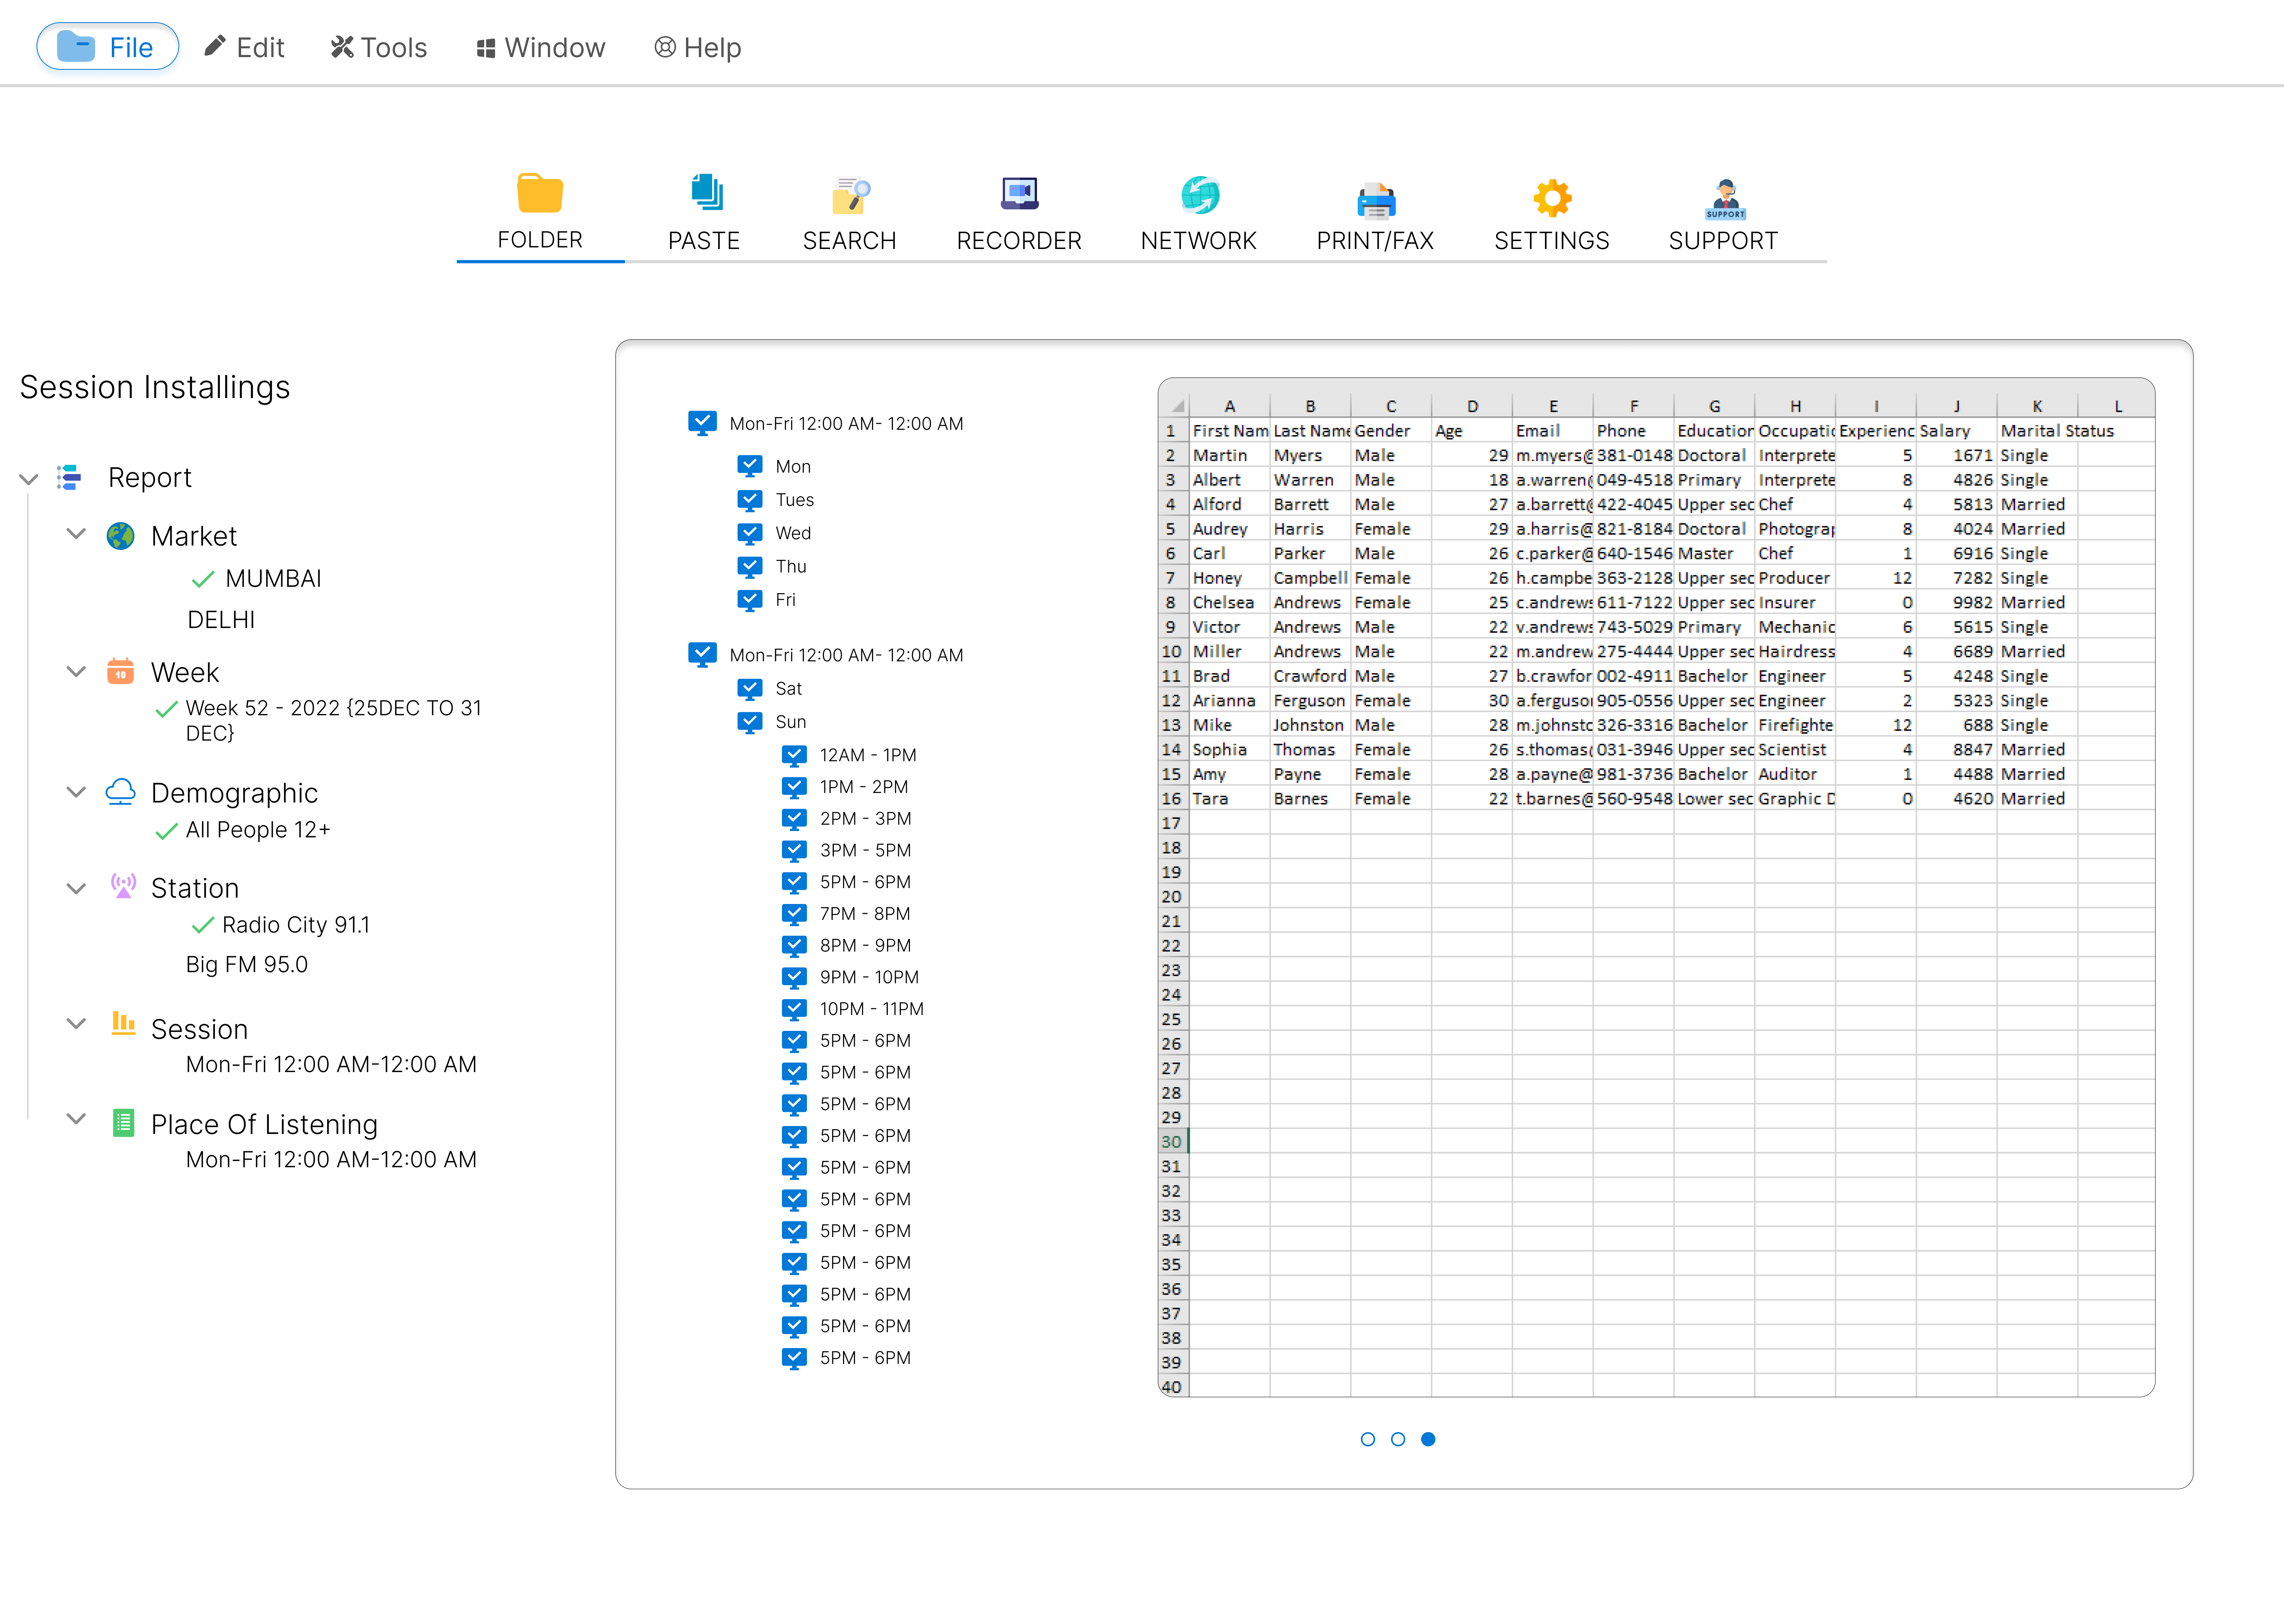 File Edit Tools Window Help
FOLDER PASTE SEARCH RECORDER NETWORK PRINT/FAX SETTINGS SUPPORT
SUPPORT
Session Installings
Report
Market
MUMBAI
DELHI
10
Week
Week 52 - 2022 {25DEC TO 31
DEC}
Demographic
All People 12+
Station
Radio City 91.1
Big FM 95.0
Session
Mon-Fri 12:00 AM-12:00 AM
Place Of Listening
Mon-Fri 12:00 AM-12:00 AM
Mon-Fri 12:00 AM- 12:00 AM
Mon
Tues
Wed
Thu
Fri
Mon-Fri 12:00 AM- 12:00 AM
Sat
Sun
12AM - 1PM
1PM - 2PM
2PM - 3PM
3PM - 5PM
5PM - 6PM
7PM - 8PM
8PM - 9PM
9PM - 10PM
10PM - 11PM
5PM - 6PM
5PM - 6PM
5PM - 6PM
5PM - 6PM
5PM - 6PM
5PM - 6PM
5PM - 6PM
5PM - 6PM
5PM - 6PM
5PM - 6PM
5PM - 6PM
A B C D E F G H I J K L
1 First Nam Last Name Gender Age Email Phone Education Occupatio Experienc Salary Marital Status
2 Martin Myers Male 29 m.myers@ 381-0148 Doctoral Interprete 5 1671 Single
3 Albert Warren Male 18 a.warren@ 049-4518 Primary Interprete 8 4826 Single
4 Alford Barrett Male 27 a.barrett@ 422-4045 Upper sec Chef 4 5813 Married
5 Audrey Harris Female 29 a.harris@ 821-8184 Doctoral Photograp 8 4024 Married
6 Carl Parker Male 26 c.parker@ 640-1546 Master Chef 1 6916 Single
7 Honey Campbell Female 26 h.campbe 363-2128 Upper sec Producer 12 7282 Single
8 Chelsea Andrews Female 25 c.andrews 611-7122 Upper sec Insurer 0 9982 Married
9 Victor Andrews Male 22 v.andrews 743-5029 Primary Mechanic 6 5615 Single
10 Miller Andrews Male 22 m.andrew 275-4444 Upper sec Hairdress 4 6689 Married
11 Brad Crawford Male 27 b.crawfor 002-4911 Bachelor Engineer 5 4248 Single
12 Arianna Ferguson Female 30 a.ferguson 905-0556 Upper sec Engineer 2 5323 Single
13 Mike Johnston Male 28 m.johnsto 326-3316 Bachelor Firefighte 12 688 Single
14 Sophia Thomas Female 26 s.thomas@ 031-3946 Upper sec Scientist 4 8847 Married
15 Amy Payne Female 28 a.payne@ 981-3736 Bachelor Auditor 1 4488 Married
16 Tara Barnes Female 22 t.barnes@ 560-9548 Lower sec Graphic D 0 4620 Married
17
18
19
20
21
22
23
24
25
26
27
28
29
30
31
32
33
34
35
36
37
38
39
40